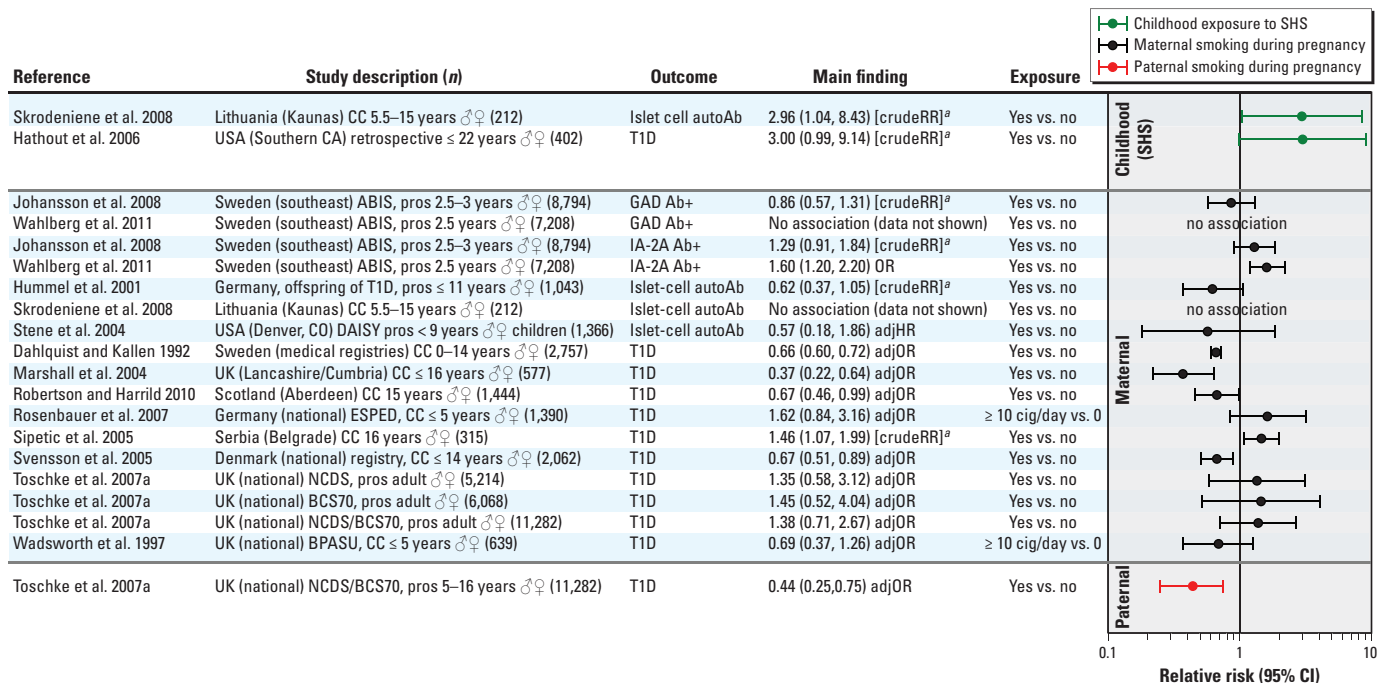 Childhood exposure to SHS
Maternal smoking during pregnancy
Paternal smoking during pregnancy
Reference Study description (n) Outcome Main finding Exposure
Skrodeniene et al. 2008 Lithuania (Kaunas) CC 5.5–15 years ♂♀ (212) Islet cell autoAb 2.96 (1.04, 8.43) [crudeRR]a Yes vs. no
Hathout et al. 2006 USA (Southern CA) retrospective ≤ 22 years ♂♀ (402) T1D 3.00 (0.99, 9.14) [crudeRR]a Yes vs. no
Childhood
(SHS)
Johansson et al. 2008 Sweden (southeast) ABIS, pros 2.5–3 years ♂♀ (8,794) GAD Ab+ 0.86 (0.57, 1.31) [crudeRR]a Yes vs. no
Wahlberg et al. 2011 Sweden (southeast) ABIS, pros 2.5 years ♂♀ (7,208) GAD Ab+ No association (data not shown) Yes vs. no no association
Johansson et al. 2008 Sweden (southeast) ABIS, pros 2.5–3 years ♂♀ (8,794) IA-2A Ab+ 1.29 (0.91, 1.84) [crudeRR]a Yes vs. no
Wahlberg et al. 2011 Sweden (southeast) ABIS, pros 2.5 years ♂♀ (7,208) IA-2A Ab+ 1.60 (1.20, 2.20) OR Yes vs. no
Hummel et al. 2001 Germany, offspring of T1D, pros ≤ 11 years ♂♀ (1,043) Islet-cell autoAb 0.62 (0.37, 1.05) [crudeRR]a Yes vs. no
Skrodeniene et al. 2008 Lithuania (Kaunas) CC 5.5–15 years ♂♀ (212) Islet-cell autoAb No association (data not shown) Yes vs. no no association
Stene et al. 2004 USA (Denver, CO) DAISY pros < 9 years ♂♀ children (1,366) Islet-cell autoAb 0.57 (0.18, 1.86) adjHR Yes vs. no
Dahlquist and Kallen 1992 Sweden (medical registries) CC 0–14 years ♂♀ (2,757) T1D 0.66 (0.60, 0.72) adjOR Yes vs. no
Marshall et al. 2004 UK (Lancashire/Cumbria) CC ≤ 16 years ♂♀ (577) T1D 0.37 (0.22, 0.64) adjOR Yes vs. no
Robertson and Harrild 2010 Scotland (Aberdeen) CC 15 years ♂♀ (1,444) T1D 0.67 (0.46, 0.99) adjOR Yes vs. no
Rosenbauer et al. 2007 Germany (national) ESPED, CC ≤ 5 years ♂♀ (1,390) T1D 1.62 (0.84, 3.16) adjOR ≥ 10 cig/day vs. 0
Sipetic et al. 2005 Serbia (Belgrade) CC 16 years ♂♀ (315) T1D 1.46 (1.07, 1.99) [crudeRR]a Yes vs. no
Svensson et al. 2005 Denmark (national) registry, CC ≤ 14 years ♂♀ (2,062) T1D 0.67 (0.51, 0.89) adjOR Yes vs. no
Toschke et al. 2007a UK (national) NCDS, pros adult ♂♀ (5,214) T1D 1.35 (0.58, 3.12) adjOR Yes vs. no
Toschke et al. 2007a UK (national) BCS70, pros adult ♂♀ (6,068) T1D 1.45 (0.52, 4.04) adjOR Yes vs. no
Toschke et al. 2007a UK (national) NCDS/BCS70, pros adult ♂♀ (11,282) T1D 1.38 (0.71, 2.67) adjOR Yes vs. no
Wadsworth et al. 1997 UK (national) BPASU, CC ≤ 5 years ♂♀ (639) T1D 0.69 (0.37, 1.26) adjOR ≥ 10 cig/day vs. 0
Maternal
Toschke et al. 2007a UK (national) NCDS/BCS70, pros 5–16 years ♂♀ (11,282) T1D 0.44 (0.25,0.75) adjOR Yes vs. no
Paternal
0.1 1 10
Relative risk (95% CI)